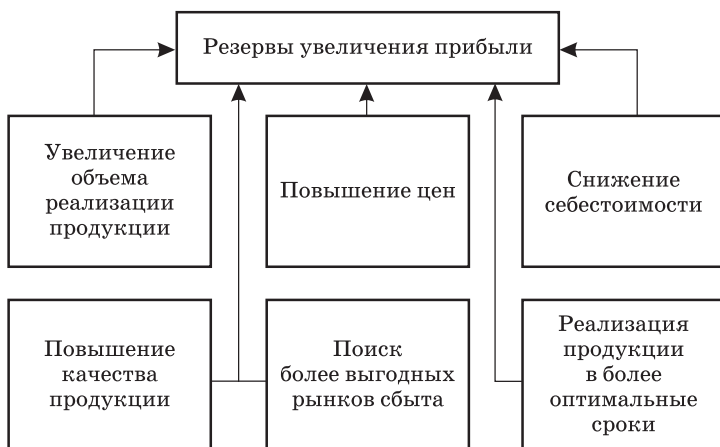 Резервы увеличения прибыли
Увеличение
объема
реализации
продукции
Повышение цен
Снижение
себестоимости
Повышение
качества
продукции
Поиск
более выгодных
рынков сбыта
Реализация
продукции
в более
оптимальные
сроки